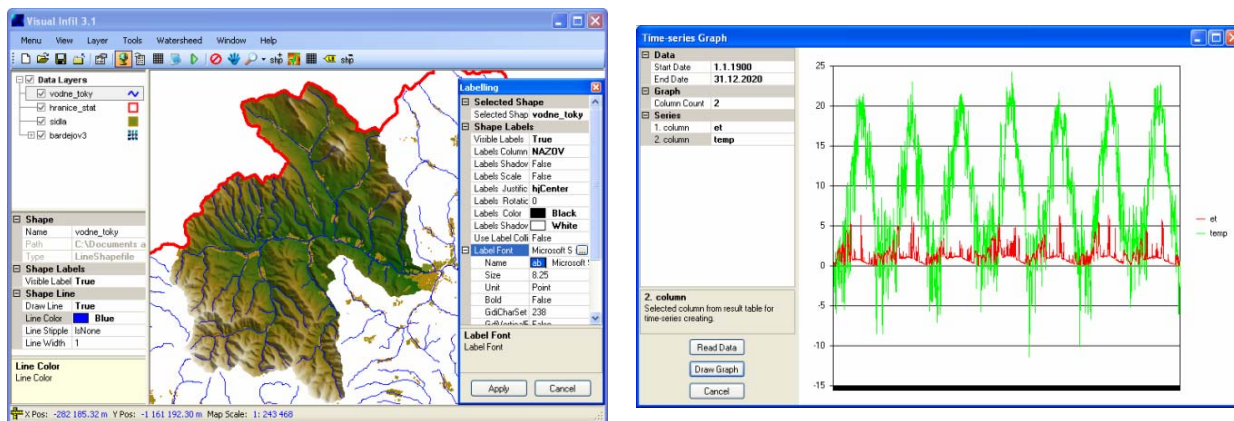 Visual Infil 3.1
Menu View Layer Tools Watersheed Window Help
shp
shp
Data Layers
vodne_toky
hranice_stat
sidla
bardejov3
Shape
Name vodne_toky
Path C:\Documents a
Type LineShapefile
Shape Labels
Visible Label True
Shape Line
Draw Line True
Line Color Blue
Line Stipple IsNone
Line Width 1
Line Color
Line Color
Labelling
Selected Shape
Selected Shap vodne_toky
Shape Labels
Visible Labels True
Labels Column NAZOV
Labels Shadov False
Labels Scale False
Labels Justific hjCenter
Labels Rotatic 0
Labels Color Black
Labels Shadov White
Use Label Coll False
Label Font Microsoft S ...
Name ab Microsoft S
Size 8.25
Unit Point
Bold False
GdiCharSet 238
GdiVerticalF False
Label Font
Label Font
Apply Cancel
X Pos: -282 185.32 m Y Pos: -1 161 192.30 m Map Scale: 1: 243 468
Time-series Graph
Data
Start Date 1.1.1900
End Date 31.12.2020
Graph
Column Count 2
Series
1. column et
2. column temp
2. column
Selected column from result table for
time-series creating.
Read Data
Draw Graph
Cancel
25
20
15
10
5
0
-5
-10
-15
et
temp